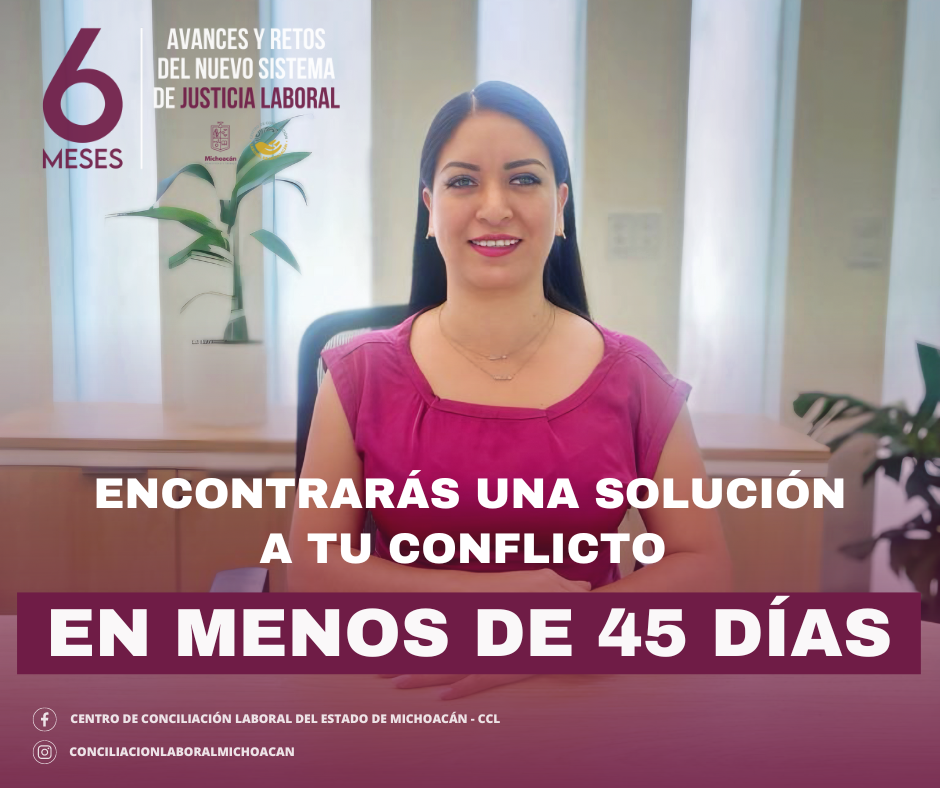 6
MESES
AVANCES Y RETOS
DEL NUEVO SISTEMA
DE JUSTICIA LABORAL
Michoacán
ENCONTRARÁS UNA SOLUCIÓN
A TU CONFLICTO
EN MENOS DE 45 DÍAS
CENTRO DE CONCILIACIÓN LABORAL DEL ESTADO DE MICHOACÁN - CCL
CONCILIACIONLABORALMICHOACAN